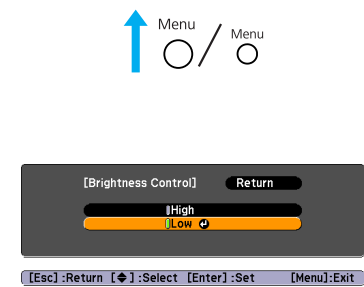 Menu
Menu
[Brightness Control] Return
High
Low
[Esc] :Return [◆] :Select [Enter] :Set [Menu]:Exit